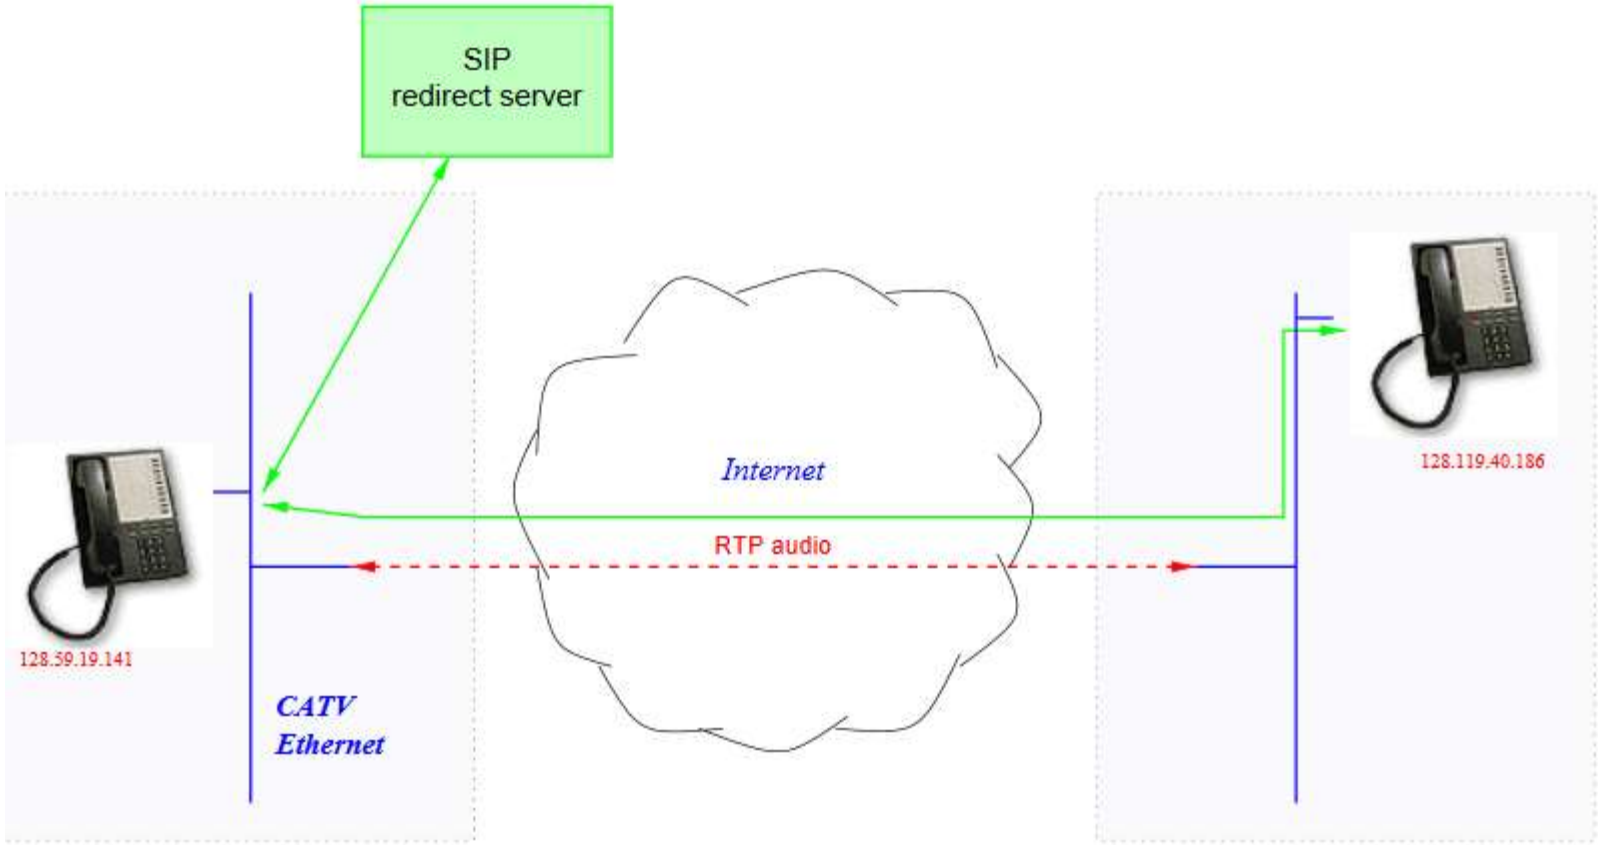 SIP
redirect server
Internet
RTP audio
128.119.40.186
128.59.19.141
CATV
Ethernet